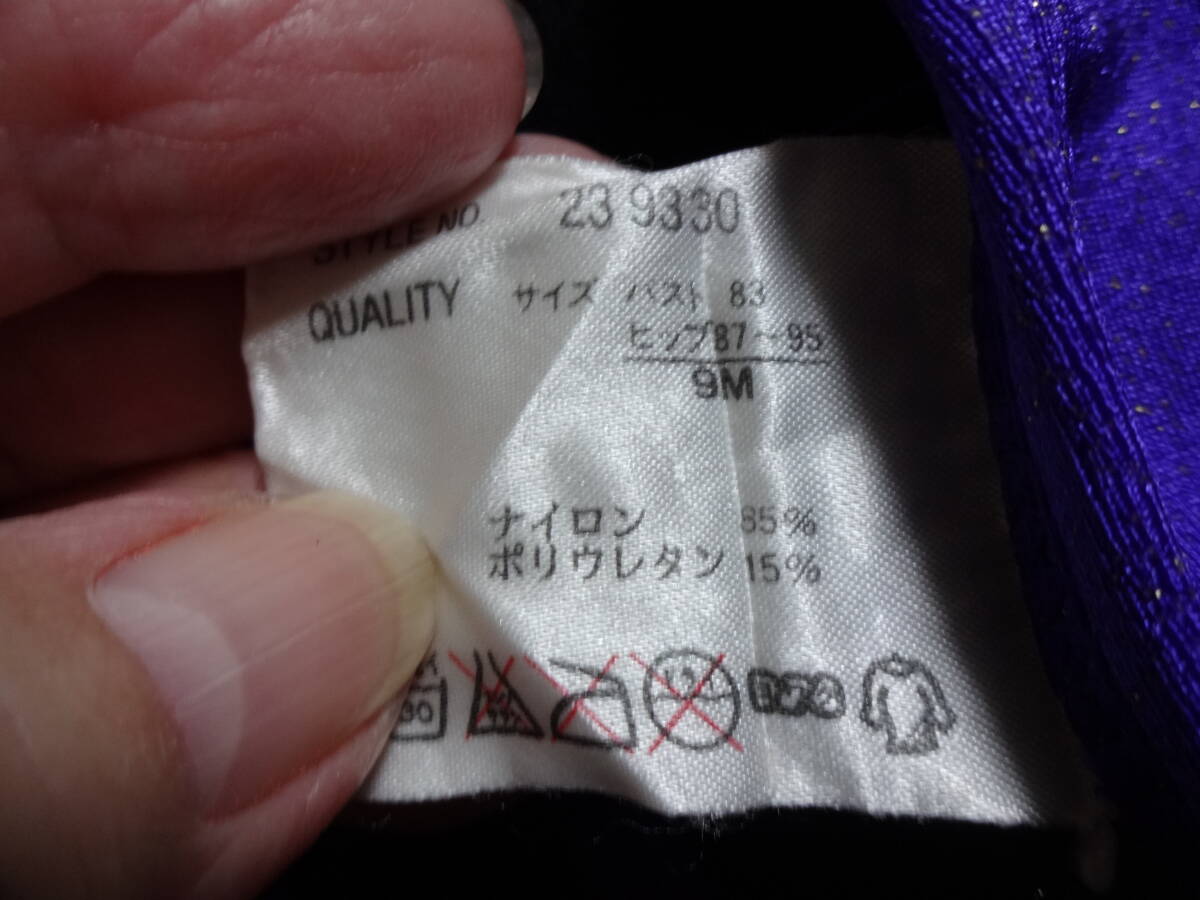 STYLE NO 23 9330
QUALITY サイズ バスト 83
ヒップ87~95
9M
ナイロン 85%
ポリウレタン 15%
30